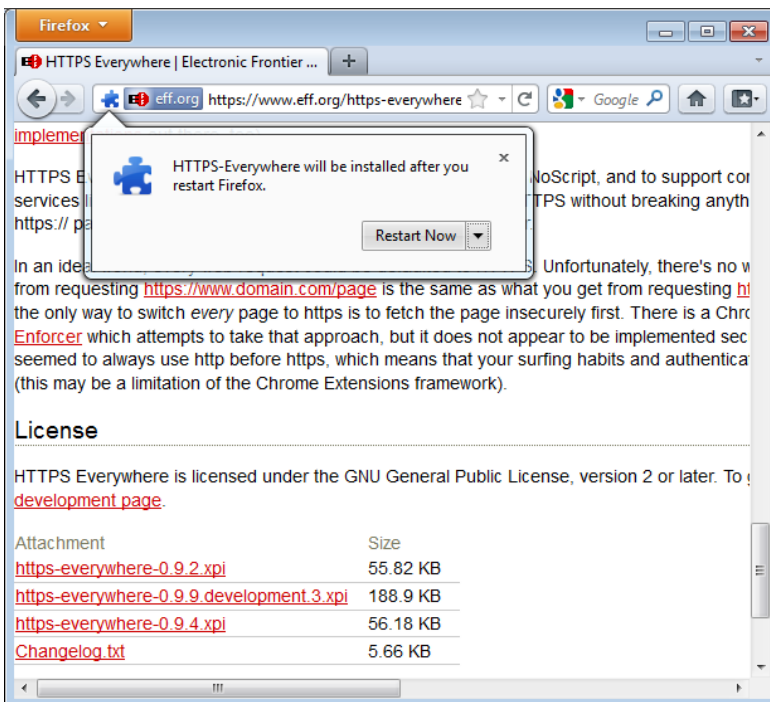 Firefox
HTTPS Everywhere | Electronic Frontier ...
eff.org https://www.eff.org/https-everywhere Google
HTTPS-Everywhere will be installed after you
restart Firefox.
Restart Now
HTTPS NoScript, and to support
services TPS without breaking
https://
In an Unfortunately, there's no
from requesting https://www.domain.com/page is the same as what you get from requesting
the only way to switch every page to https is to fetch the page insecurely first. There is a
Enforcer which attempts to take that approach, but it does not appear to be implemented
seemed to always use http before https, which means that your surfing habits and
(this may be a limitation of the Chrome Extensions framework).
License
HTTPS Everywhere is licensed under the GNU General Public License, version 2 or later. To
development page.
Attachment Size
https-everywhere-0.9.2.xpi 55.82 KB
https-everywhere-0.9.9.development.3.xpi 188.9 KB
https-everywhere-0.9.4.xpi 56.18 KB
Changelog.txt 5.66 KB